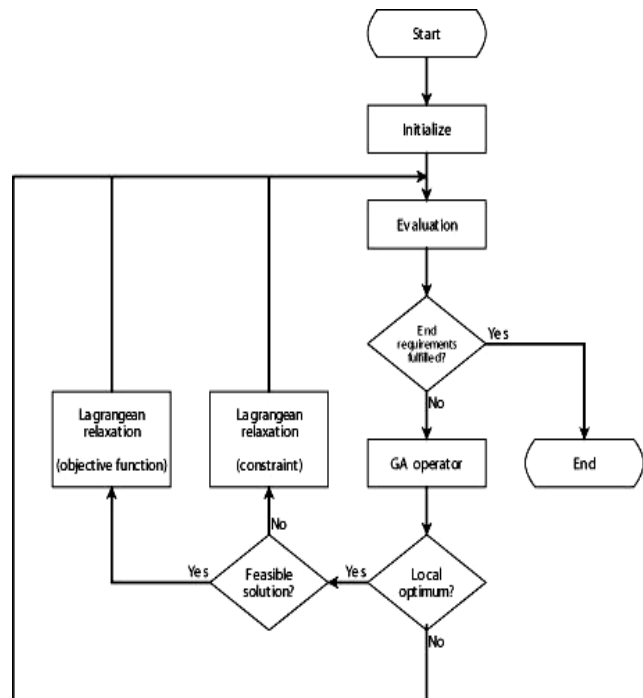 Start
Initialize
Evaluation
End
requirements
fulfilled?
Yes
No
Lagrangean
relaxation
(objective function)
Lagrangean
relaxation
(constraint)
GA operator
End
No
Yes
Feasible
solution?
Yes
Local
optimum?
No